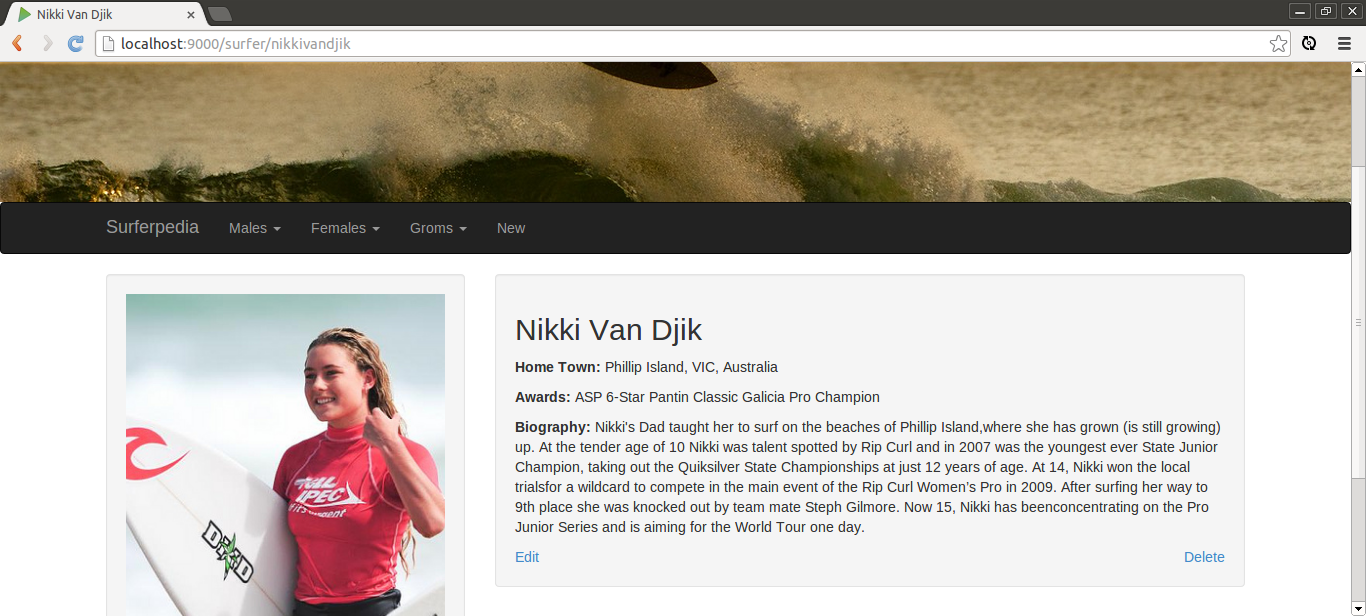 Nikki Van Djik
localhost:9000/surfer/nikkivandjik
Surferpedia Males Females Groms New
Nikki Van Djik
Home Town: Phillip Island, VIC, Australia
Awards: ASP 6-Star Pantin Classic Galicia Pro Champion
Biography: Nikki's Dad taught her to surf on the beaches of Phillip Island,where she has grown (is still growing)
up. At the tender age of 10 Nikki was talent spotted by Rip Curl and in 2007 was the youngest ever State Junior
Champion, taking out the Quiksilver State Championships at just 12 years of age. At 14, Nikki won the local
trialsfor a wildcard to compete in the main event of the Rip Curl Women's Pro in 2009. After surfing her way to
9th place she was knocked out by team mate Steph Gilmore. Now 15, Nikki has beenconcentrating on the Pro
Junior Series and is aiming for the World Tour one day.
Edit Delete